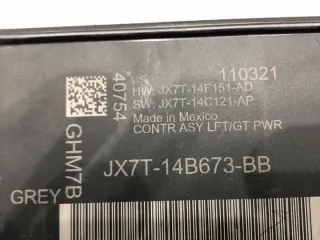 110321
HW: JX7T-14F151-AD
SW: JX7T-14C121-AP
Made in Mexico
CONTR ASY LFT/GT PWR
40754
GHM7B
JX7T-14B673-BB
GREY